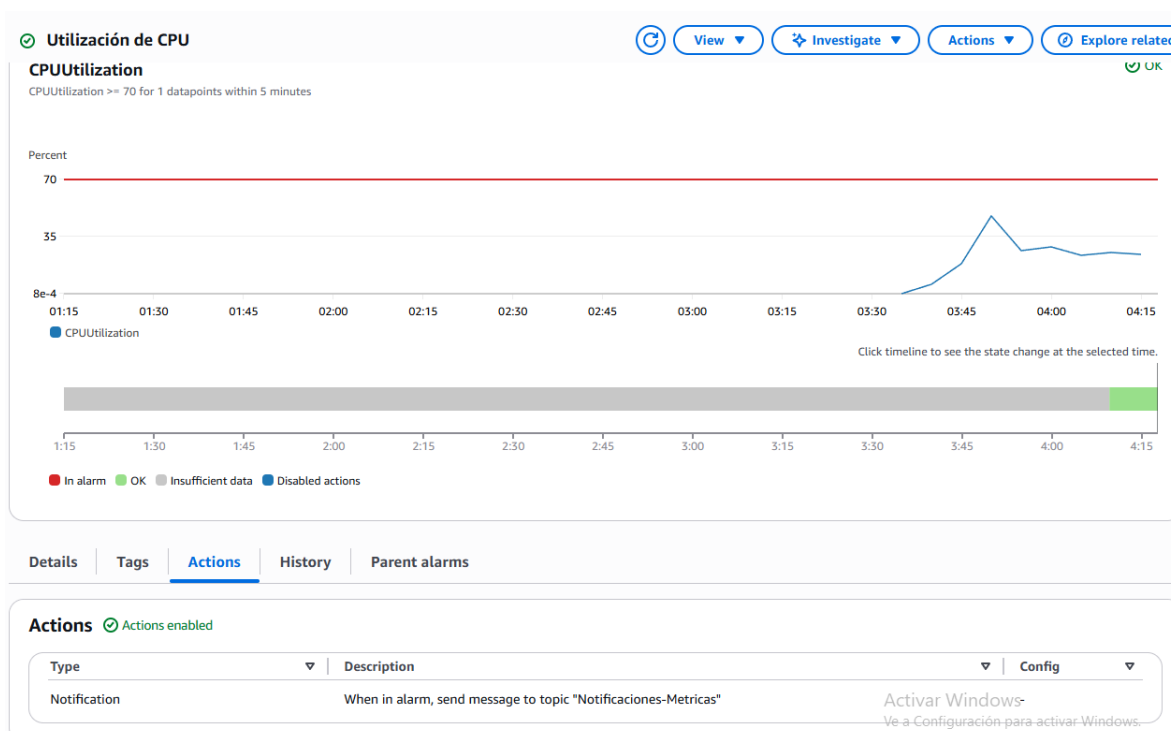 Utilización de CPU
View ▼ Investigate ▼ Actions ▼ Explore related
CPUUtilization
OK
CPUUtilization >= 70 for 1 datapoints within 5 minutes
Percent
70
35
8e-4
01:15 01:30 01:45 02:00 02:15 02:30 02:45 03:00 03:15 03:30 03:45 04:00 04:15
CPUUtilization
Click timeline to see the state change at the selected time.
1:15 1:30 1:45 2:00 2:15 2:30 2:45 3:00 3:15 3:30 3:45 4:00 4:15
In alarm OK Insufficient data Disabled actions
Details Tags Actions History Parent alarms
Actions Actions enabled
Type Description Config
Notification When in alarm, send message to topic "Notificaciones-Metricas" -
Activar Windows
Ve a Configuración para activar Windows.